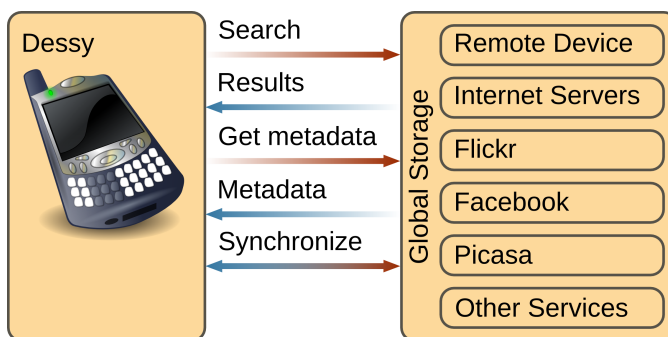 Dessy
Search
Results
Get metadata
Metadata
Synchronize
Global Storage
Remote Device
Internet Servers
Flickr
Facebook
Picasa
Other Services